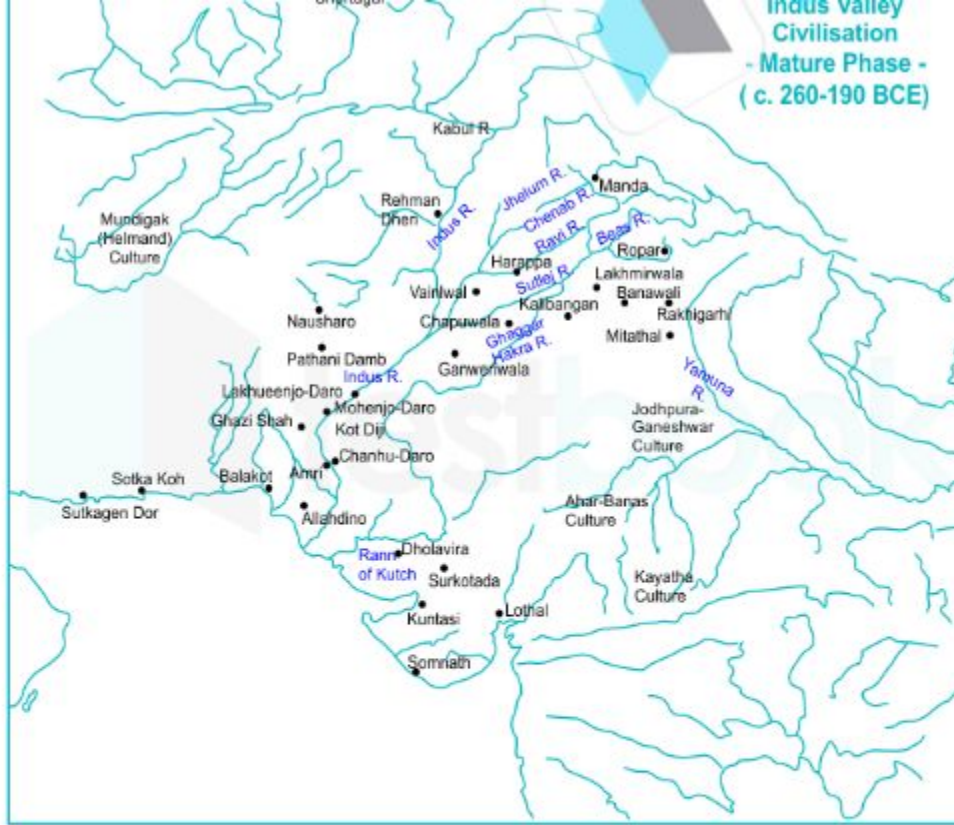 Indus Valley
Civilisation
- Mature Phase -
( c. 260-190 BCE)
Kabul R
Jhelum R.
Manda
Rehman
Dhen
Indus R.
Chenab R.
Ravi R.
Beas R.
Mundigak
(Helmand)
Culture
Ropar
Harappa
Sutlej R
Lakhmirwala
Vainlwal
Banawali
Kalibangan
Rakhigarhi
Nausharo
Chapuwala
Ghaggar
Hakra R.
Mitathal
Pathani Damb
Ganweriwala
Indus R.
Yamuna
R.
Lakhueenjo-Daro
Mohenjo-Daro
Ghazi Shah
Kot Diji
Jodhpura-
Ganeshwar
Culture
Chanhu-Daro
Amri
Sotka Koh
Balakot
Sutkagen Dor
Allahdino
Ahar-Banas
Culture
Rann
of Kutch
Dholavira
Surkotada
Kayatha
Culture
Kuntasi
Lothal
Somnath